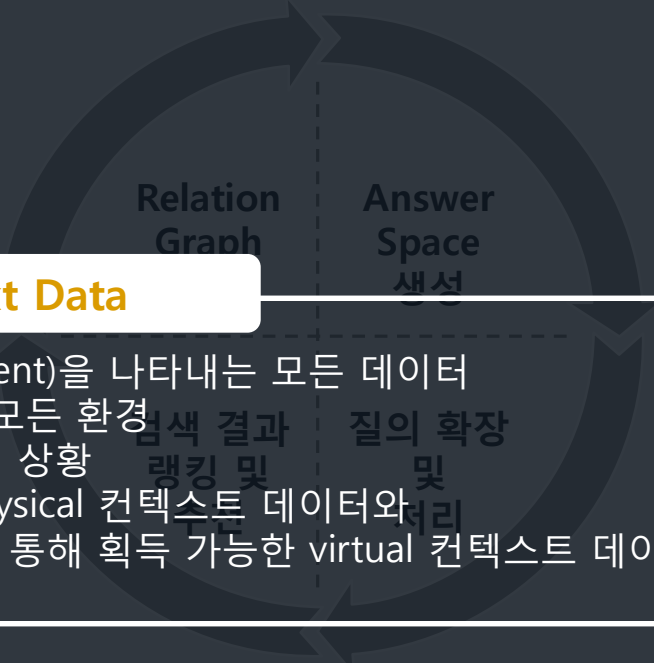 Relation
Graph
Answer
Space
생성
t Data
ent)을 나타내는 모든 데이터
모든 환경
상황
ysical 컨텍스트 데이터와
통해 획득 가능한 virtual 컨텍스트 데이
검색 결과
랭킹 및
추천
질의 확장
및
처리